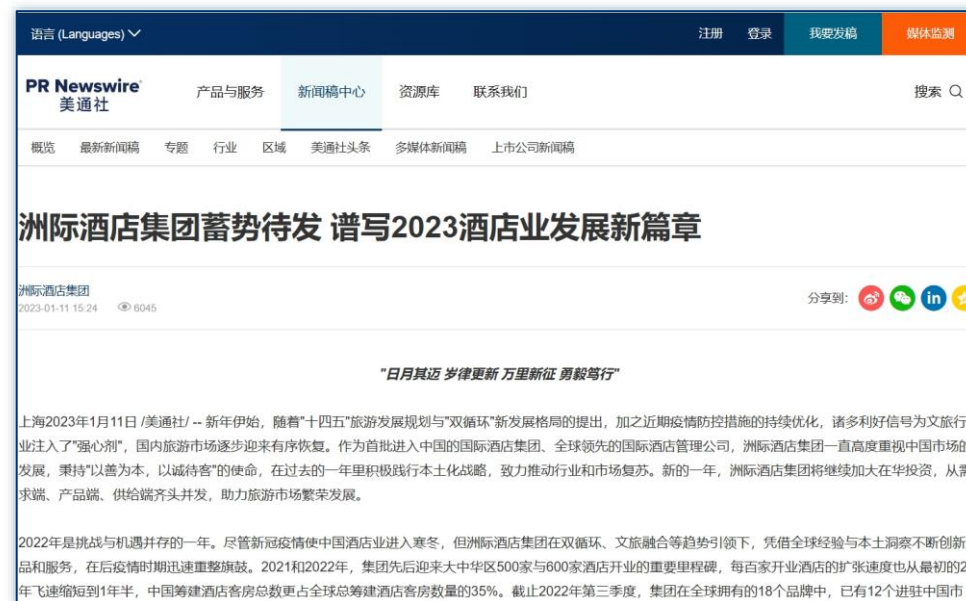 语言 (Languages)
注册 登录 我要发稿 媒体监测
PR Newswire
美通社
产品与服务 新闻稿中心 资源库 联系我们 搜索
概览 最新新闻稿 专题 行业 区域 美通社头条 多媒体新闻稿 上市公司新闻稿
洲际酒店集团蓄势待发 谱写2023酒店业发展新篇章
洲际酒店集团
2023-01-11 15:24 6045
分享到: in
"日月其迈 岁律更新 万里新征 勇毅笃行"
上海2023年1月11日 /美通社/ -- 新年伊始，随着"十四五"旅游发展规划与"双循环"新发展格局的提出，加之近期疫情防控措施的持续优化，诸多利好信号为文旅行
业注入了"强心剂"，国内旅游市场逐步迎来有序恢复。作为首批进入中国的国际酒店集团、全球领先的国际酒店管理公司，洲际酒店集团一直高度重视中国市场的
发展，秉持"以善为本，以诚待客"的使命，在过去的一年里积极践行本土化战略，致力推动行业和市场复苏。新的一年，洲际酒店集团将继续加大在华投资，从需
求端、产品端、供给端齐头并发，助力旅游市场繁荣发展。
2022年是挑战与机遇并存的一年。尽管新冠疫情使中国酒店业进入寒冬，但洲际酒店集团在双循环、文旅融合等趋势引领下，凭借全球经验与本土洞察不断创新
品和服务，在后疫情时期迅速重整旗鼓。2021和2022年，集团先后迎来大中华区500家与600家酒店开业的重要里程碑，每百家开业酒店的扩张速度也从最初的2
年飞速缩短到1年半，中国筹建酒店客房总数更占全球总筹建酒店客房数量的35%。截止2022年第三季度，集团在全球拥有的18个品牌中，已有12个进驻中国市